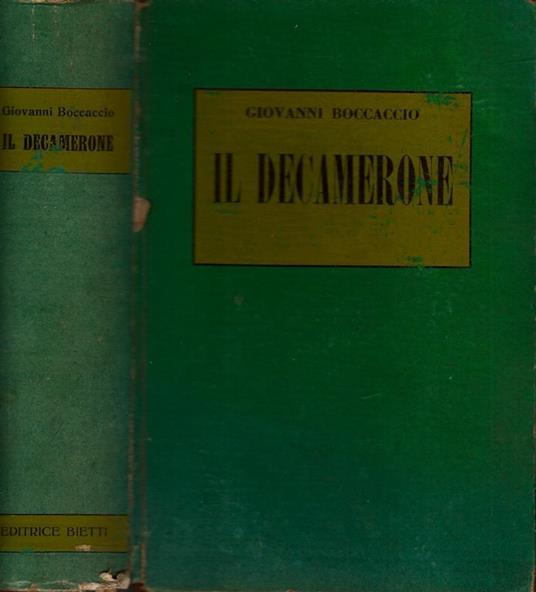 Giovanni Boccaccio
IL DECAMERONE
EDITRICE BIETTI
GIOVANNI BOCCACCIO
IL DECAMERONE